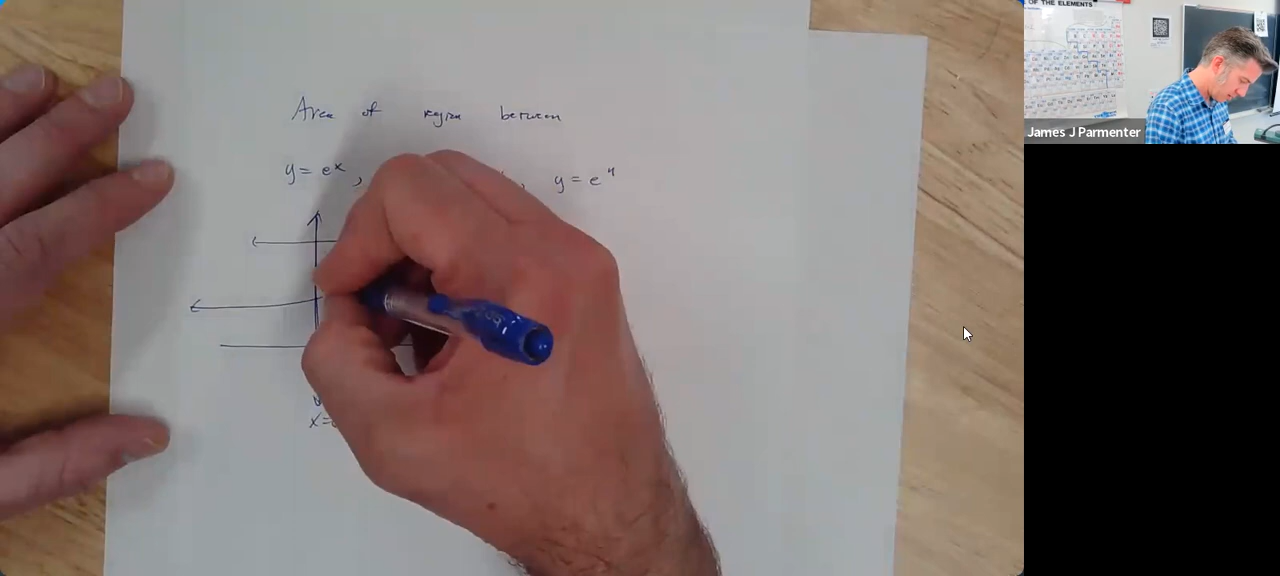 OF THE ELEMENTS
James J Parmenter
Area of region between
y = eˣ, , y = e⁴
x=